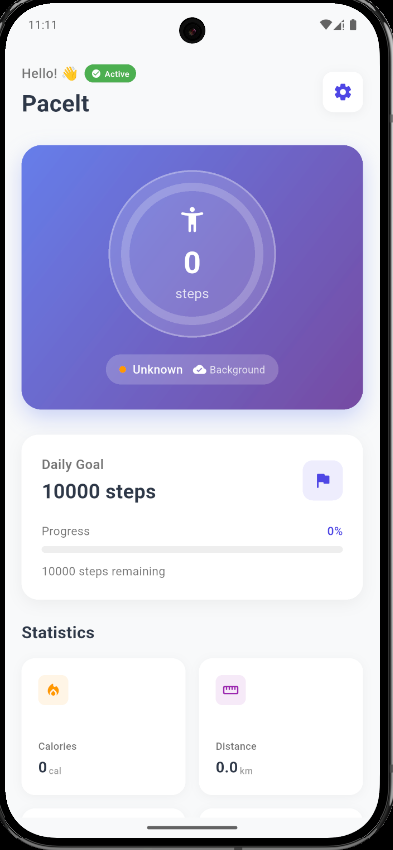 11:11
Hello! 👋 Active
PaceIt
0
steps
Unknown Background
Daily Goal
10000 steps
Progress 0%
10000 steps remaining
Statistics
Calories
0 cal
Distance
0.0 km